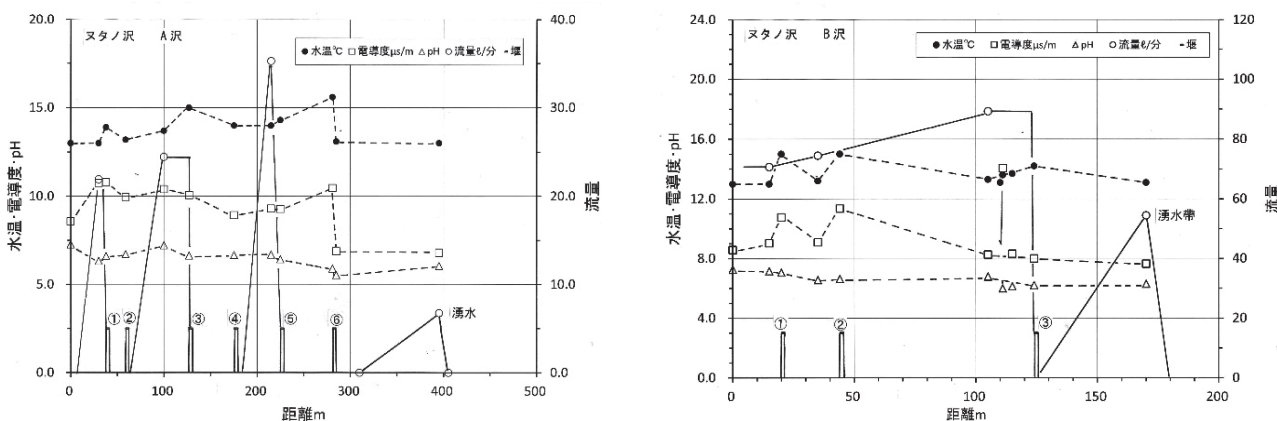 ヌタノ沢 A沢
●水温℃ □電導度μs/m △pH ○流量ℓ/分 -堰
水温・電導度・pH
20.0
15.0
10.0
5.0
0.0
40.0
30.0
20.0
10.0
0.0
流量
① ② ③ ④ ⑤ ⑥
湧水
0 100 200 300 400 500
距離m
ヌタノ沢 B沢
●水温℃ □電導度μs/m △pH ○流量ℓ/分 -堰
水温・電導度・pH
24.0
20.0
16.0
12.0
8.0
4.0
0.0
120
100
80
60
40
20
0
流量
湧水帯
① ② ③
0 50 100 150 200
距離m